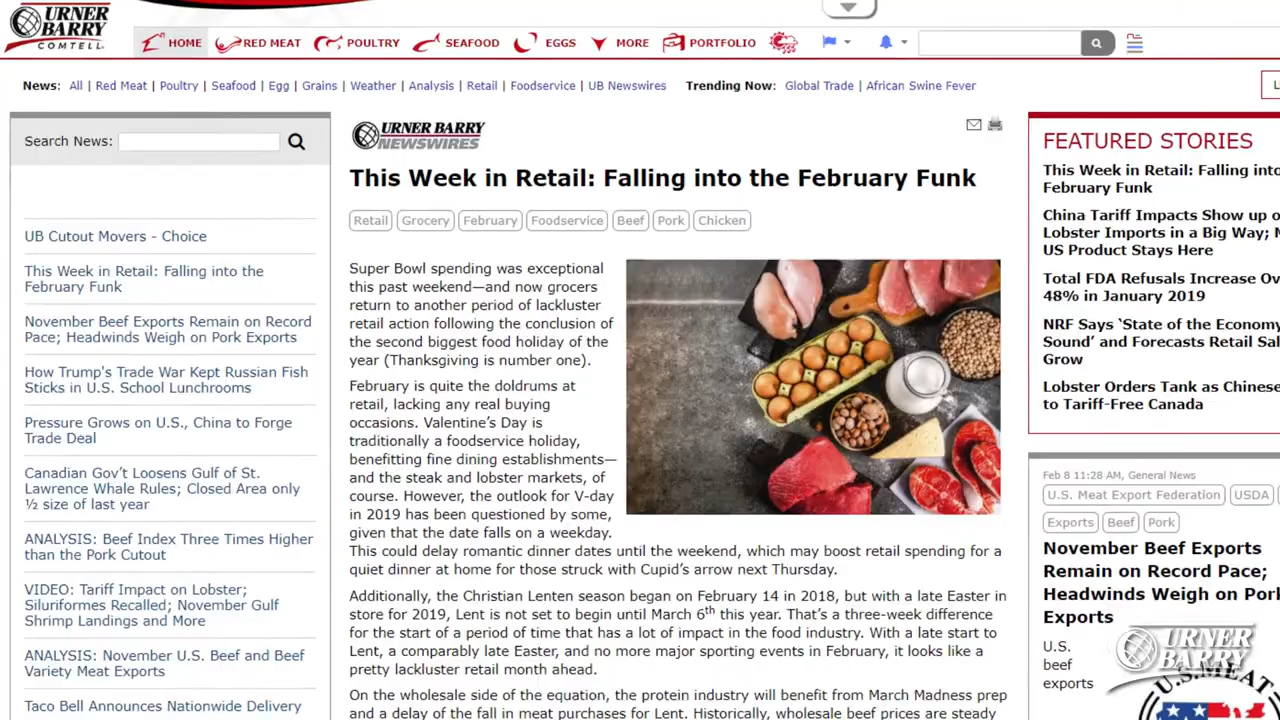 URNER
BARRY
COMTELL
HOME
RED MEAT
POULTRY
SEAFOOD
EGGS
MORE
PORTFOLIO
News: All | Red Meat | Poultry | Seafood | Egg | Grains | Weather | Analysis | Retail | Foodservice | UB Newswires
Trending Now: Global Trade | African Swine Fever
Search News:
UB Cutout Movers - Choice
This Week in Retail: Falling into the
February Funk
November Beef Exports Remain on Record
Pace; Headwinds Weigh on Pork Exports
How Trump's Trade War Kept Russian Fish
Sticks in U.S. School Lunchrooms
Pressure Grows on U.S., China to Forge
Trade Deal
Canadian Gov't Loosens Gulf of St.
Lawrence Whale Rules; Closed Area only
½ size of last year
ANALYSIS: Beef Index Three Times Higher
than the Pork Cutout
VIDEO: Tariff Impact on Lobster;
Siluriformes Recalled; November Gulf
Shrimp Landings and More
ANALYSIS: November U.S. Beef and Beef
Variety Meat Exports
Taco Bell Announces Nationwide Delivery
URNER BARRY
NEWSWIRES
This Week in Retail: Falling into the February Funk
Retail Grocery February Foodservice Beef Pork Chicken
Super Bowl spending was exceptional
this past weekend—and now grocers
return to another period of lackluster
retail action following the conclusion of
the second biggest food holiday of the
year (Thanksgiving is number one).
February is quite the doldrums at
retail, lacking any real buying
occasions. Valentine's Day is
traditionally a foodservice holiday,
benefitting fine dining establishments—
and the steak and lobster markets, of
course. However, the outlook for V-day
in 2019 has been questioned by some,
given that the date falls on a weekday.
This could delay romantic dinner dates until the weekend, which may boost retail spending for a
quiet dinner at home for those struck with Cupid's arrow next Thursday.
Additionally, the Christian Lenten season began on February 14 in 2018, but with a late Easter in
store for 2019, Lent is not set to begin until March 6th this year. That's a three-week difference
for the start of a period of time that has a lot of impact in the food industry. With a late start to
Lent, a comparably late Easter, and no more major sporting events in February, it looks like a
pretty lackluster retail month ahead.
On the wholesale side of the equation, the protein industry will benefit from March Madness prep
and a delay of the fall in meat purchases for Lent. Historically, wholesale beef prices are steady
FEATURED STORIES
This Week in Retail: Falling into
February Funk
China Tariff Impacts Show up
Lobster Imports in a Big Way;
US Product Stays Here
Total FDA Refusals Increase
48% in January 2019
NRF Says 'State of the Economy
Sound' and Forecasts Retail
Grow
Lobster Orders Tank as Chinese
to Tariff-Free Canada
Feb 8 11:28 AM, General News
U.S. Meat Export Federation USDA
Exports Beef Pork
November Beef Exports
Remain on Record Pace;
Headwinds Weigh on Pork
Exports
U.S.
beef
exports
URNER
BARRY
U.S. MEAT